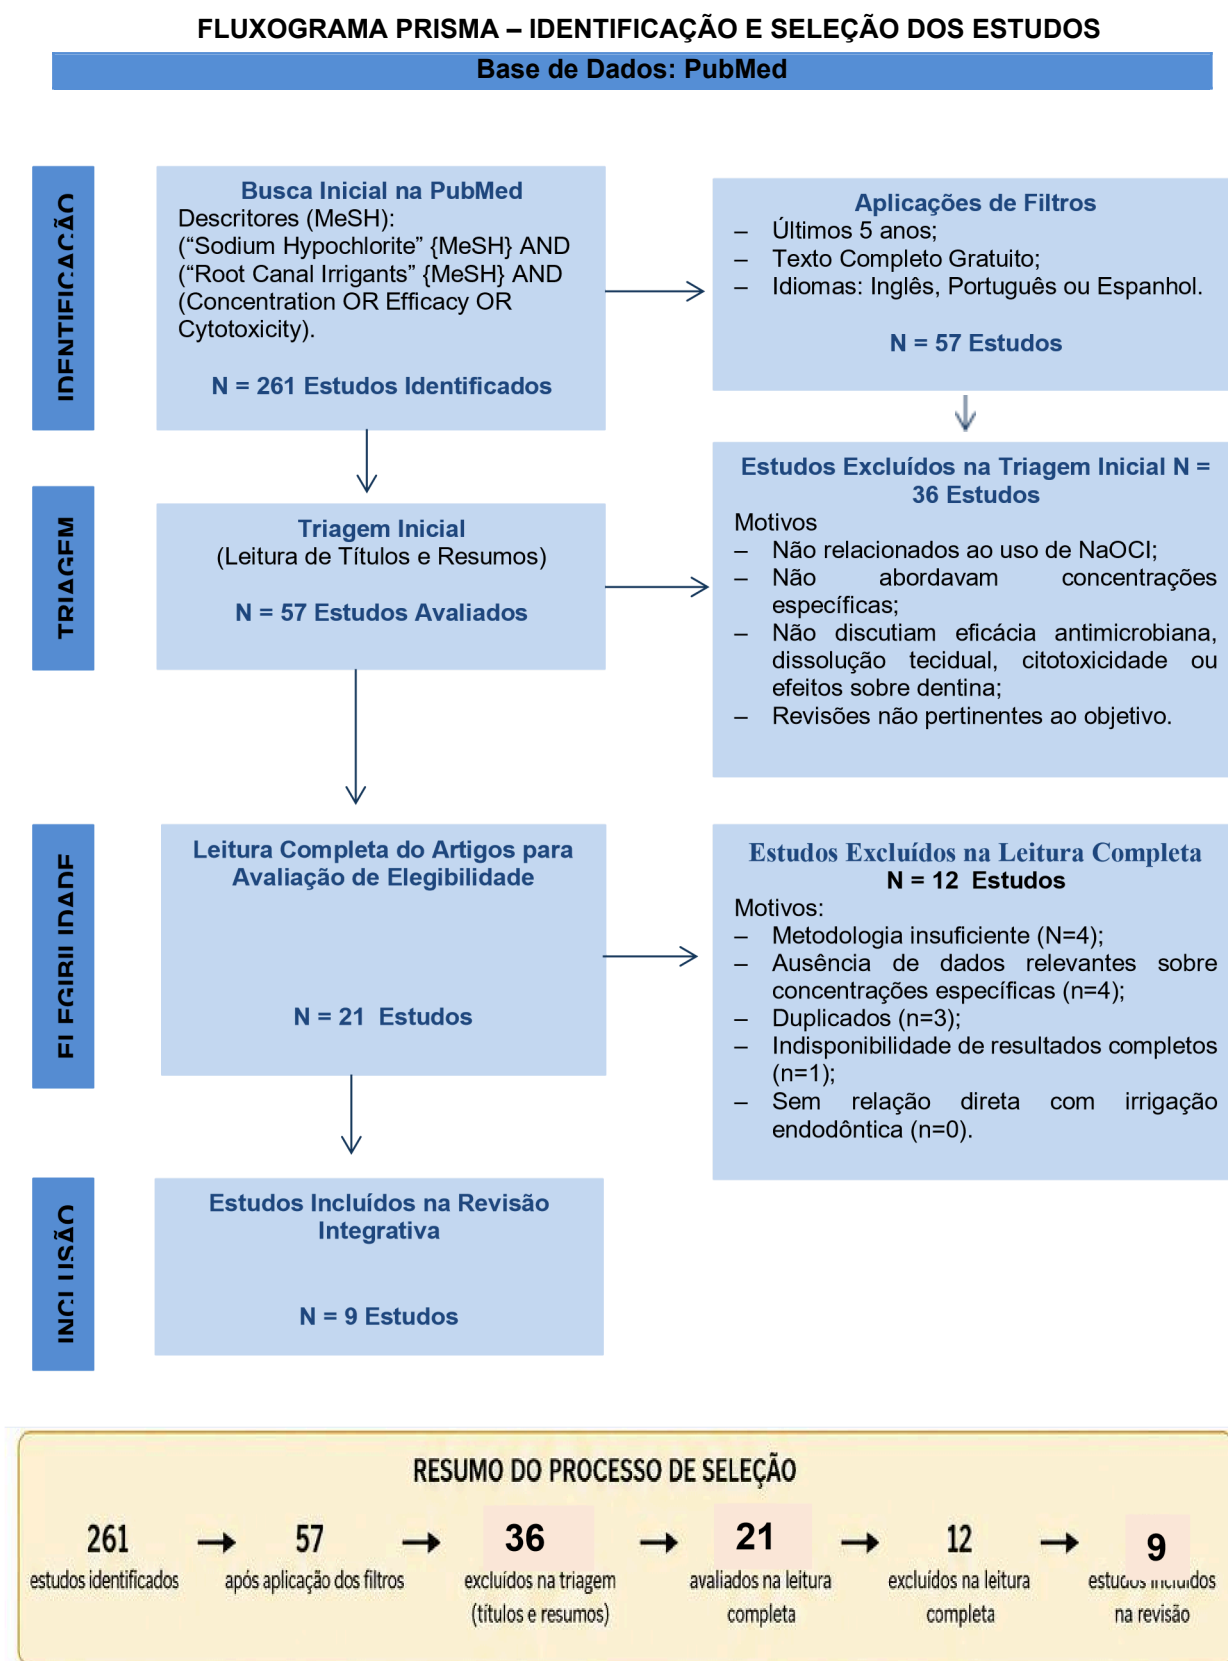 FLUXOGRAMA PRISMA – IDENTIFICAÇÃO E SELEÇÃO DOS ESTUDOS
Base de Dados: PubMed
IDENTIFICAÇÃO
Busca Inicial na PubMed
Descritores (MeSH):
(“Sodium Hypochlorite” {MeSH} AND
(“Root Canal Irrigants” {MeSH} AND
(Concentration OR Efficacy OR
Cytotoxicity).
N = 261 Estudos Identificados
Aplicações de Filtros
– Últimos 5 anos;
– Texto Completo Gratuito;
– Idiomas: Inglês, Português ou Espanhol.
N = 57 Estudos
TRIAGEM
Triagem Inicial
(Leitura de Títulos e Resumos)
N = 57 Estudos Avaliados
Estudos Excluídos na Triagem Inicial N =
36 Estudos
Motivos
– Não relacionados ao uso de NaOCI;
– Não abordavam concentrações
específicas;
– Não discutiam eficácia antimicrobiana,
dissolução tecidual, citotoxicidade ou
efeitos sobre dentina;
– Revisões não pertinentes ao objetivo.
ELEGIBILIDADE
Leitura Completa do Artigos para
Avaliação de Elegibilidade
N = 21 Estudos
Estudos Excluídos na Leitura Completa
N = 12 Estudos
Motivos:
– Metodologia insuficiente (N=4);
– Ausência de dados relevantes sobre
concentrações específicas (n=4);
– Duplicados (n=3);
– Indisponibilidade de resultados completos
(n=1);
– Sem relação direta com irrigação
endodôntica (n=0).
INCLUSÃO
Estudos Incluídos na Revisão
Integrativa
N = 9 Estudos
RESUMO DO PROCESSO DE SELEÇÃO
261 → 57 → 36 → 21 → 12 → 9
estudos identificados após aplicação dos filtros excluídos na triagem avaliados na leitura excluídos na leitura estudos incluídos
(títulos e resumos) completa completa na revisão